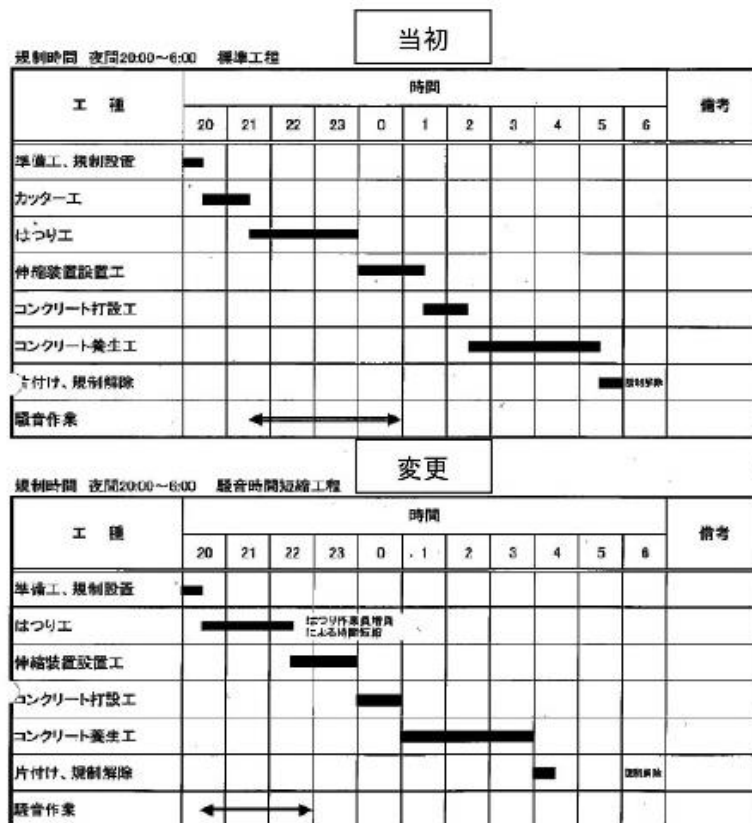 当初
規制時間 夜間20:00～6:00 標準工程
工種 時間 備考
20 21 22 23 0 1 2 3 4 5 6
準備工、規制設置
カッター工
はつり工
伸縮装置設置工
コンクリート打設工
コンクリート養生工
片付け、規制解除 規制解除
騒音作業
変更
規制時間 夜間20:00～6:00 騒音時間短縮工程
工種 時間 備考
20 21 22 23 0 1 2 3 4 5 6
準備工、規制設置
はつり工 はつり作業員増員
による時間短縮
伸縮装置設置工
コンクリート打設工
コンクリート養生工
片付け、規制解除 規制解除
騒音作業